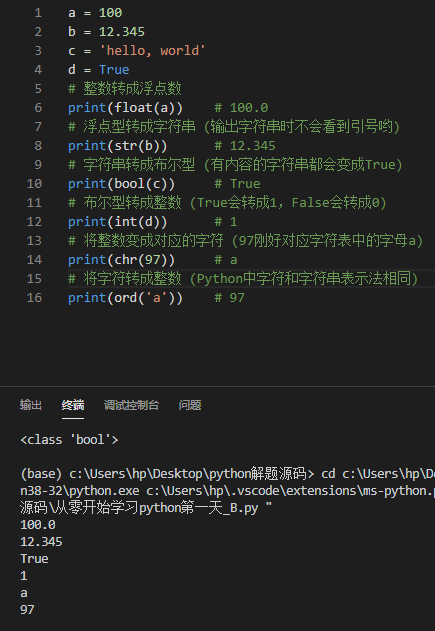 1 a = 100
2 b = 12.345
3 c = 'hello, world'
4 d = True
5 # 整数转成浮点数
6 print(float(a)) # 100.0
7 # 浮点型转成字符串 (输出字符串时不会看到引号哟)
8 print(str(b)) # 12.345
9 # 字符串转成布尔型 (有内容的字符串都会变成True)
10 print(bool(c)) # True
11 # 布尔型转成整数 (True会转成1，False会转成0)
12 print(int(d)) # 1
13 # 将整数变成对应的字符 (97刚好对应字符表中的字母a)
14 print(chr(97)) # a
15 # 将字符转成整数 (Python中字符和字符串表示法相同)
16 print(ord('a')) # 97
输出 终端 调试控制台 问题
<class 'bool'>
(base) c:\Users\hp\Desktop\python解题源码> cd c:\Users\hp\De
n38-32\python.exe c:\Users\hp\.vscode\extensions\ms-python.p
源码\从零开始学习python第一天_B.py "
100.0
12.345
True
1
a
97